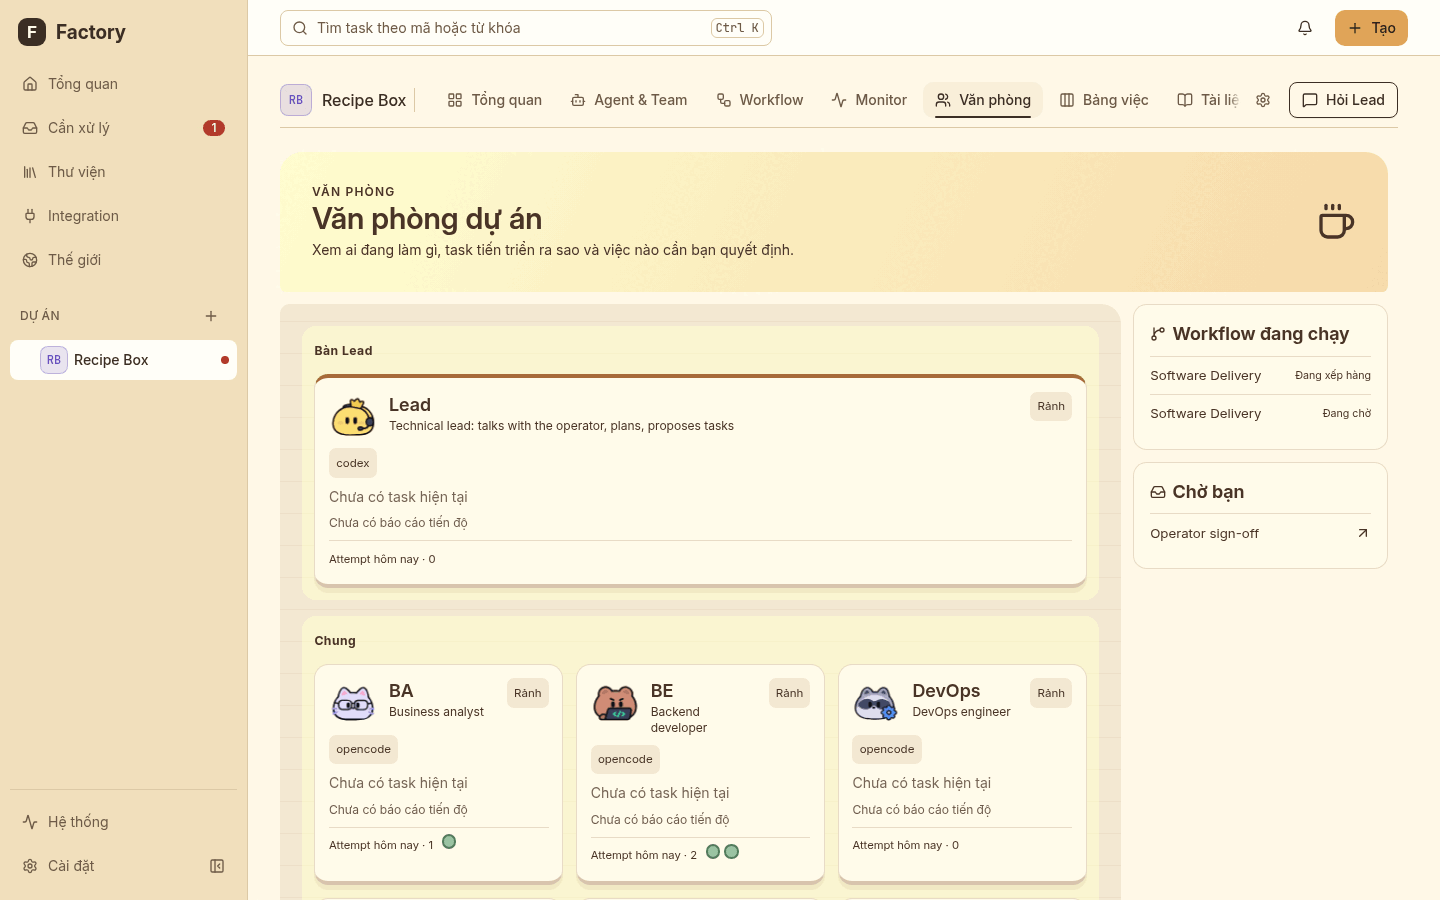 F Factory
Tổng quan
Cần xử lý 1
Thư viện
Integration
Thế giới
DỰ ÁN
RB Recipe Box
Hệ thống
Cài đặt
Tìm task theo mã hoặc từ khóa Ctrl K
Tạo
RB Recipe Box Tổng quan Agent & Team Workflow Monitor Văn phòng Bảng việc Tài liệ Hỏi Lead
VĂN PHÒNG
Văn phòng dự án
Xem ai đang làm gì, task tiến triển ra sao và việc nào cần bạn quyết định.
Bàn Lead
Lead Rảnh
Technical lead: talks with the operator, plans, proposes tasks
codex
Chưa có task hiện tại
Chưa có báo cáo tiến độ
Attempt hôm nay · 0
Chung
BA Rảnh
Business analyst
opencode
Chưa có task hiện tại
Chưa có báo cáo tiến độ
Attempt hôm nay · 1
BE Rảnh
Backend
developer
opencode
Chưa có task hiện tại
Chưa có báo cáo tiến độ
Attempt hôm nay · 2
DevOps Rảnh
DevOps engineer
opencode
Chưa có task hiện tại
Chưa có báo cáo tiến độ
Attempt hôm nay · 0
Workflow đang chạy
Software Delivery Đang xếp hàng
Software Delivery Đang chờ
Chờ bạn
Operator sign-off